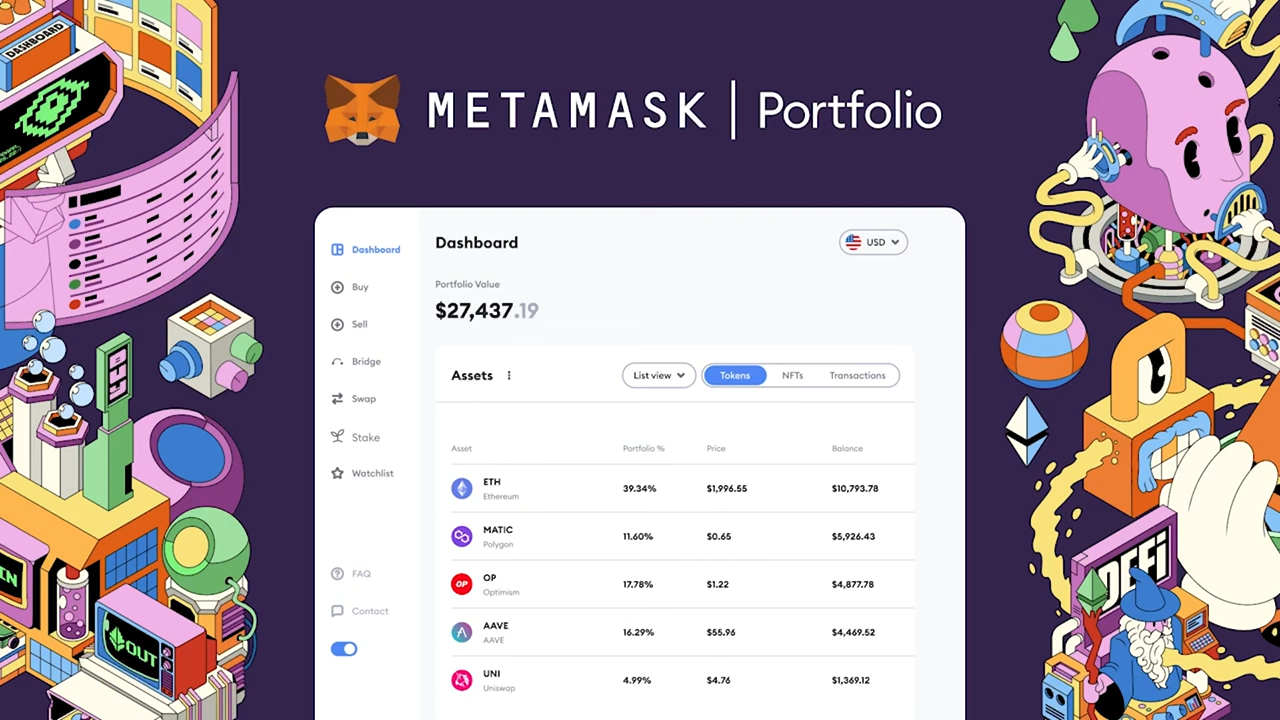 DASHBOARD
METAMASK | Portfolio
Dashboard
Buy
Sell
Bridge
Swap
Stake
Watchlist
FAQ
Contact
Dashboard
USD
Portfolio Value
$27,437.19
Assets
List view
Tokens
NFTs
Transactions
Asset Portfolio % Price Balance
ETH
Ethereum
39.34% $1,996.55 $10,793.78
MATIC
Polygon
11.60% $0.65 $5,926.43
OP
OP
Optimism
17.78% $1.22 $4,877.78
AAVE
AAVE
16.29% $55.96 $4,469.52
UNI
Uniswap
4.99% $4.76 $1,369.12
IN
OUT
DEFi